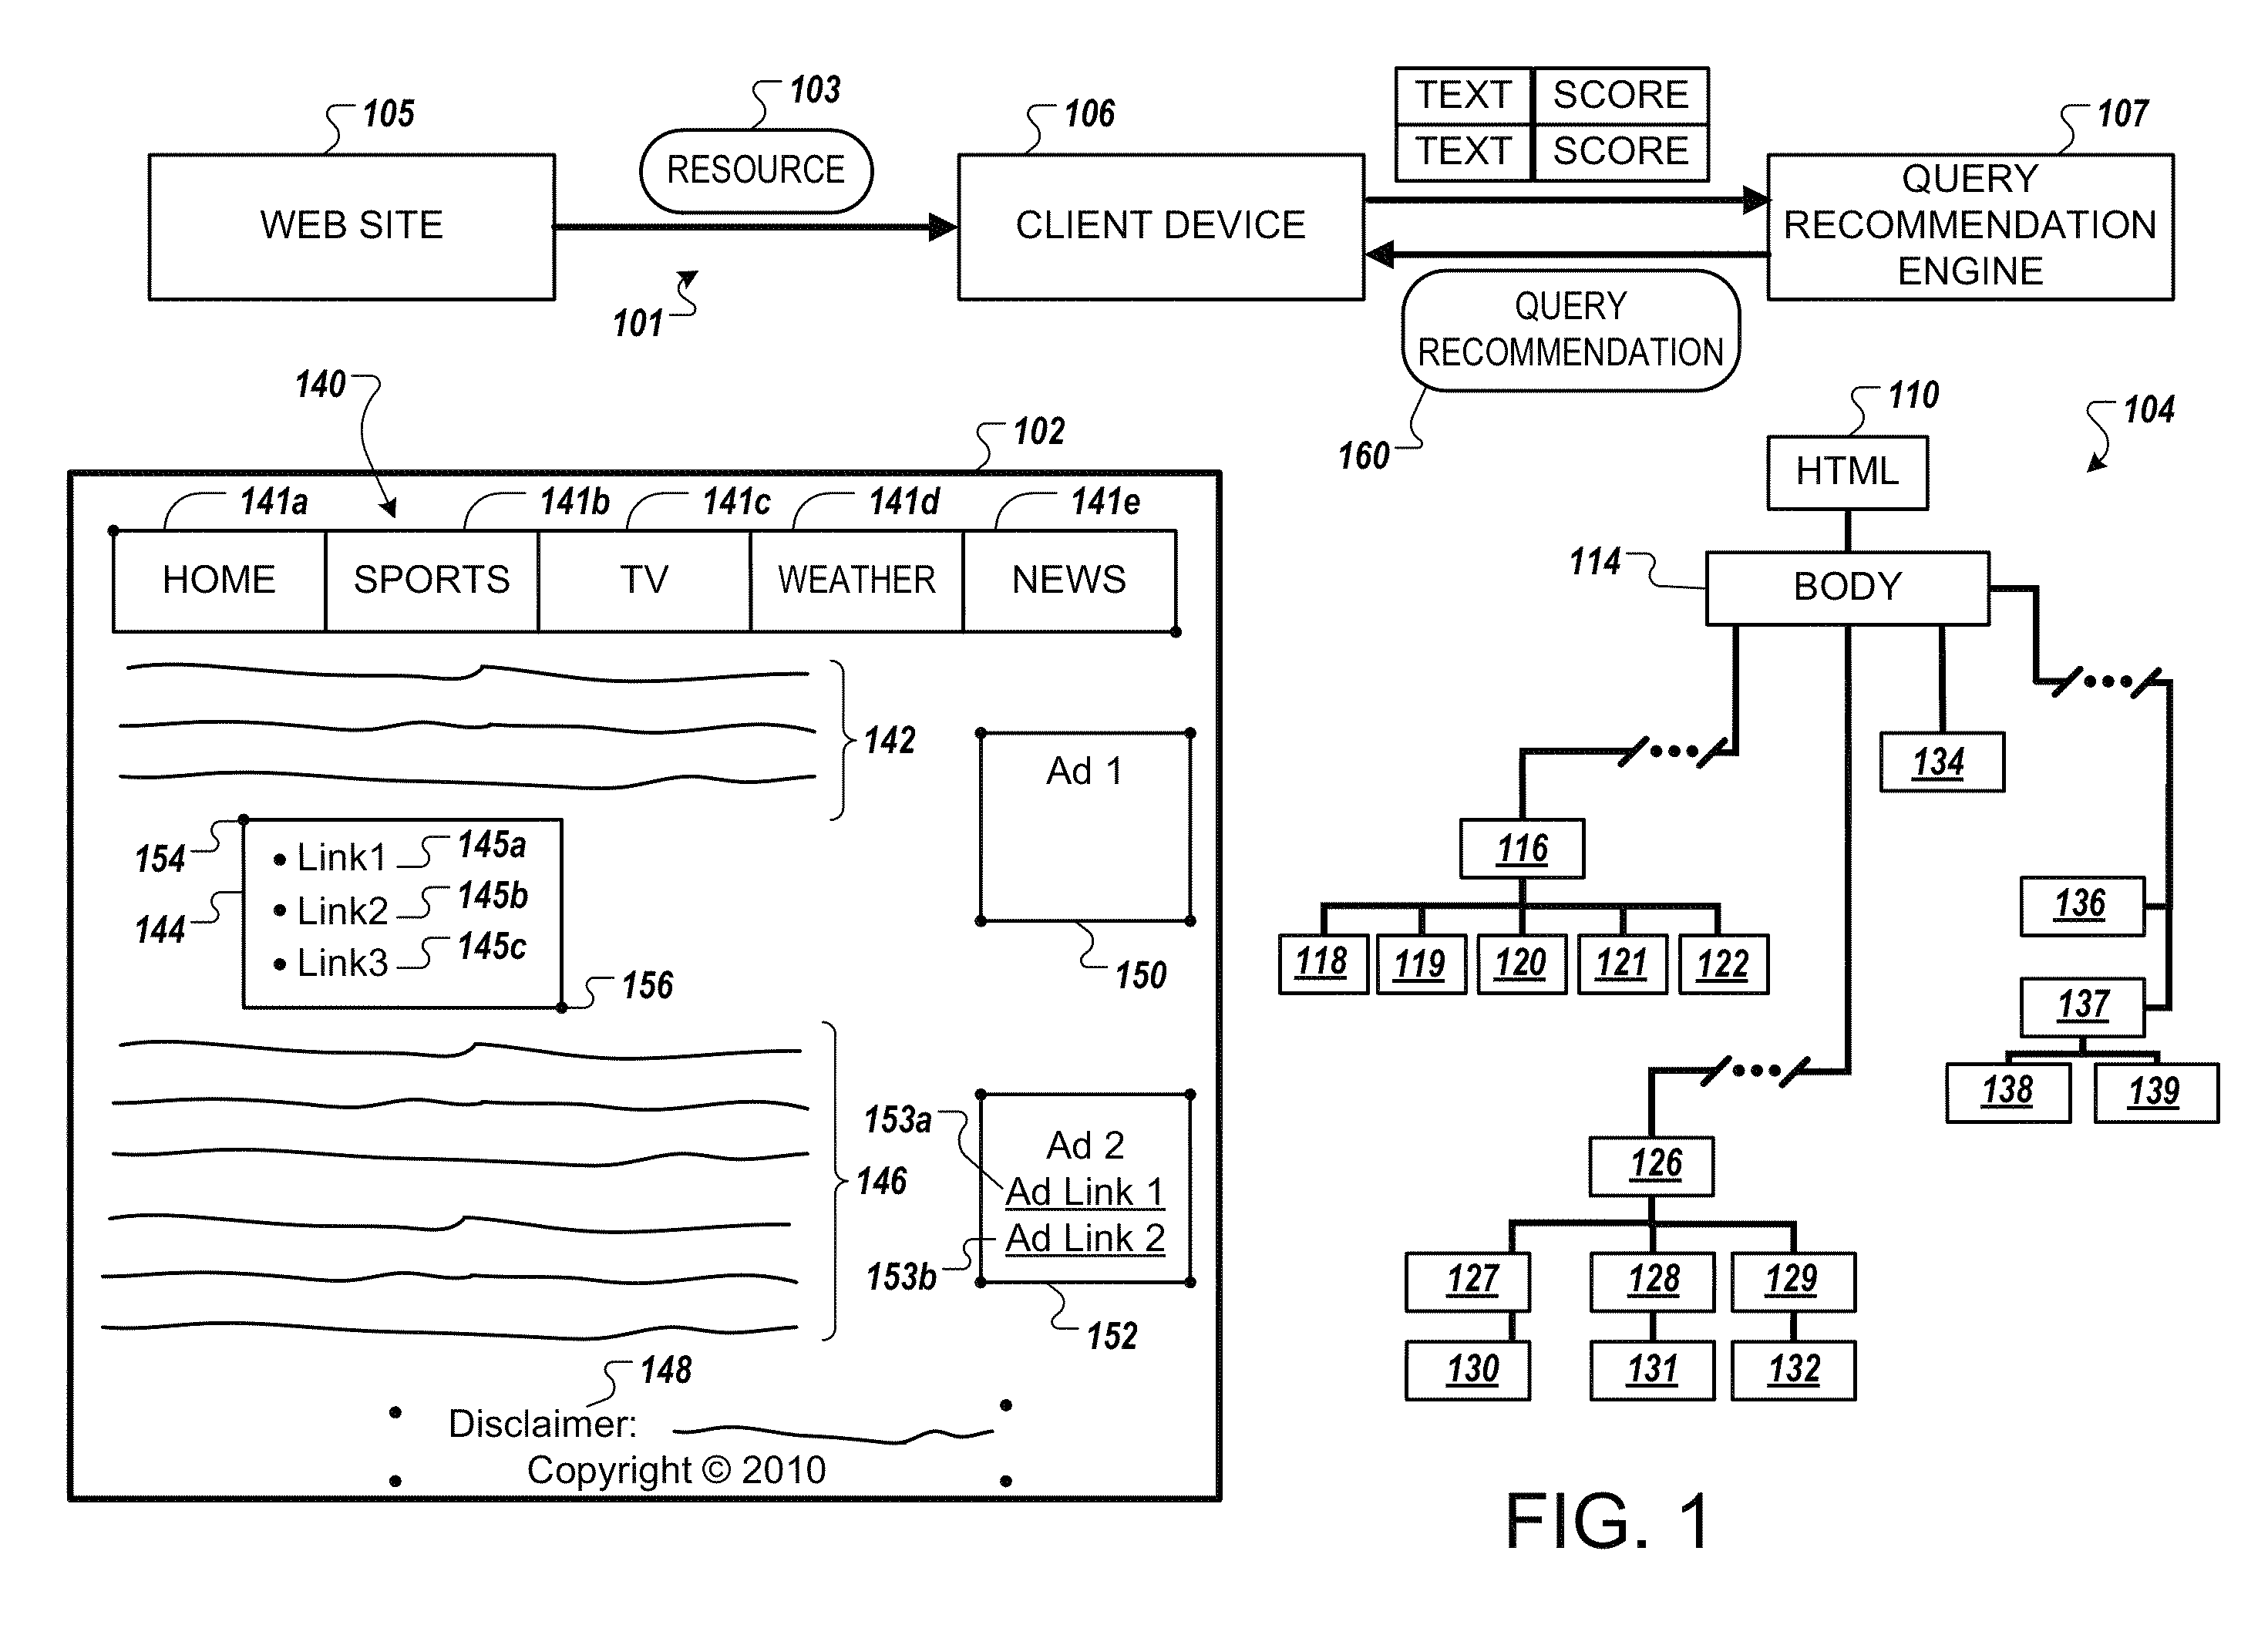 105
WEB SITE
103
RESOURCE
101
106
CLIENT DEVICE
TEXT SCORE
TEXT SCORE
107
QUERY
RECOMMENDATION
ENGINE
QUERY
RECOMMENDATION
160
140
102
141a 141b 141c 141d 141e
HOME SPORTS TV WEATHER NEWS
142
Ad 1
150
154
144
• Link1 145a
• Link2 145b
• Link3 145c
156
146
153a
Ad 2
Ad Link 1
Ad Link 2
153b
152
148
Disclaimer:
Copyright © 2010
110
104
HTML
114
BODY
134
116
118 119 120 121 122
136
137
138 139
126
127 128 129
130 131 132
FIG. 1